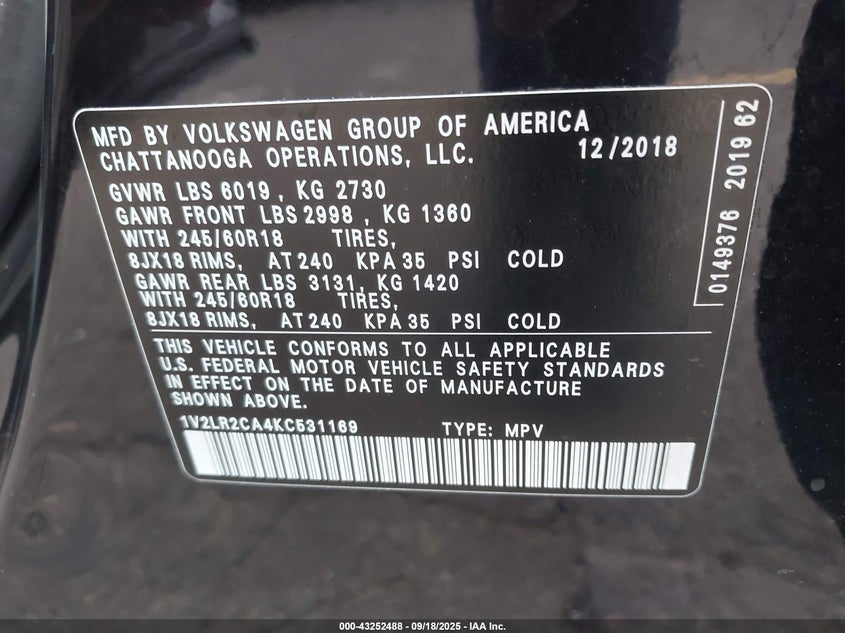 MFD BY VOLKSWAGEN GROUP OF AMERICA
CHATTANOOGA OPERATIONS, LLC. 12/2018
GVWR LBS 6019 , KG 2730
GAWR FRONT LBS 2998 , KG 1360
WITH 245/60R18 TIRES,
8JX18 RIMS, AT 240 KPA 35 PSI COLD
GAWR REAR LBS 3131, KG 1420
WITH 245/60R18 TIRES,
8JX18 RIMS, AT 240 KPA 35 PSI COLD
THIS VEHICLE CONFORMS TO ALL APPLICABLE
U.S. FEDERAL MOTOR VEHICLE SAFETY STANDARDS
IN EFFECT ON THE DATE OF MANUFACTURE
SHOWN ABOVE.
1V2LR2CA4KC531169 TYPE: MPV
0149376 2019 62
000-43252488 - 09/18/2025 - IAA Inc.